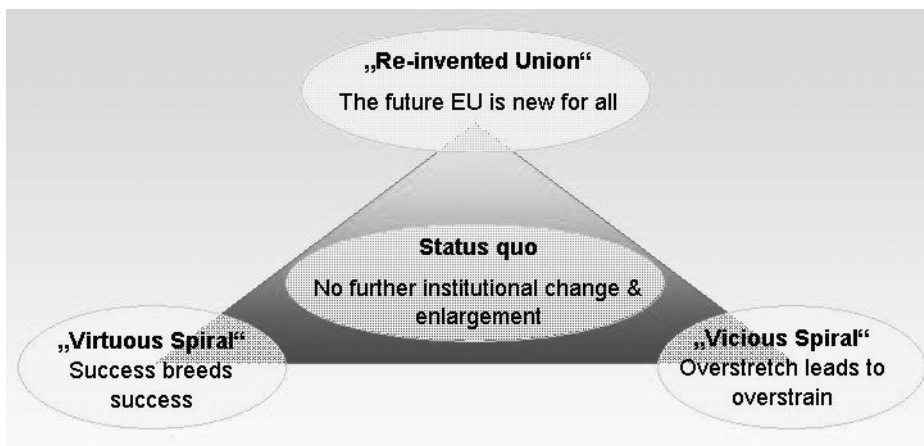 „Re-invented Union“
The future EU is new for all
Status quo
No further institutional change &
enlargement
„Virtuous Spiral“
Success breeds
success
„Vicious Spiral“
Overstretch leads to
overstrain